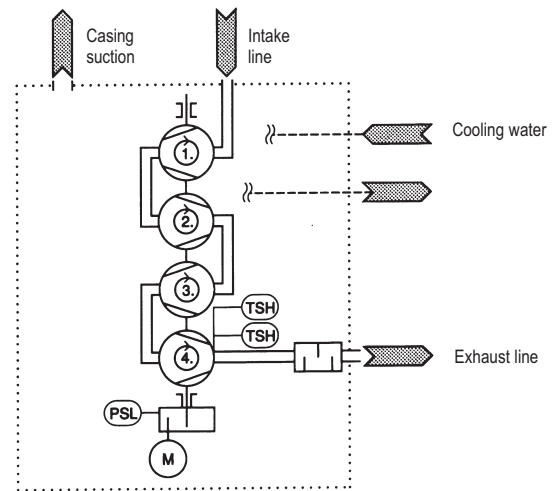 Casing
suction
Intake
line
Cooling water
1.
2.
3.
TSH
TSH
4.
Exhaust line
PSL
M